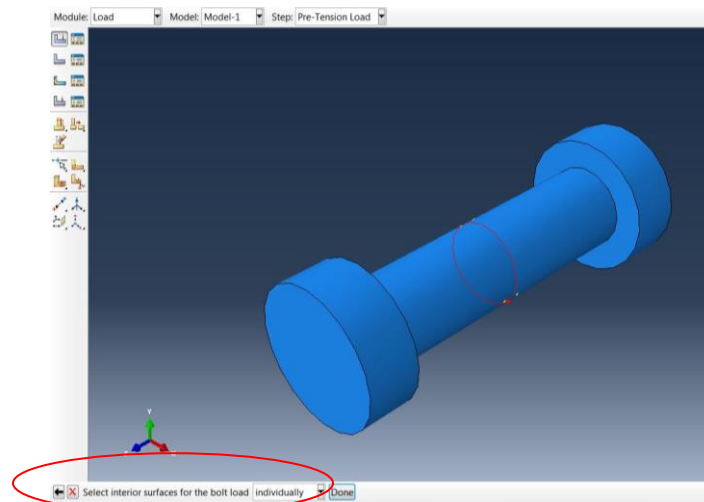 Module: Load Model: Model-1 Step: Pre-Tension Load
Y
Select interior surfaces for the bolt load individually Done